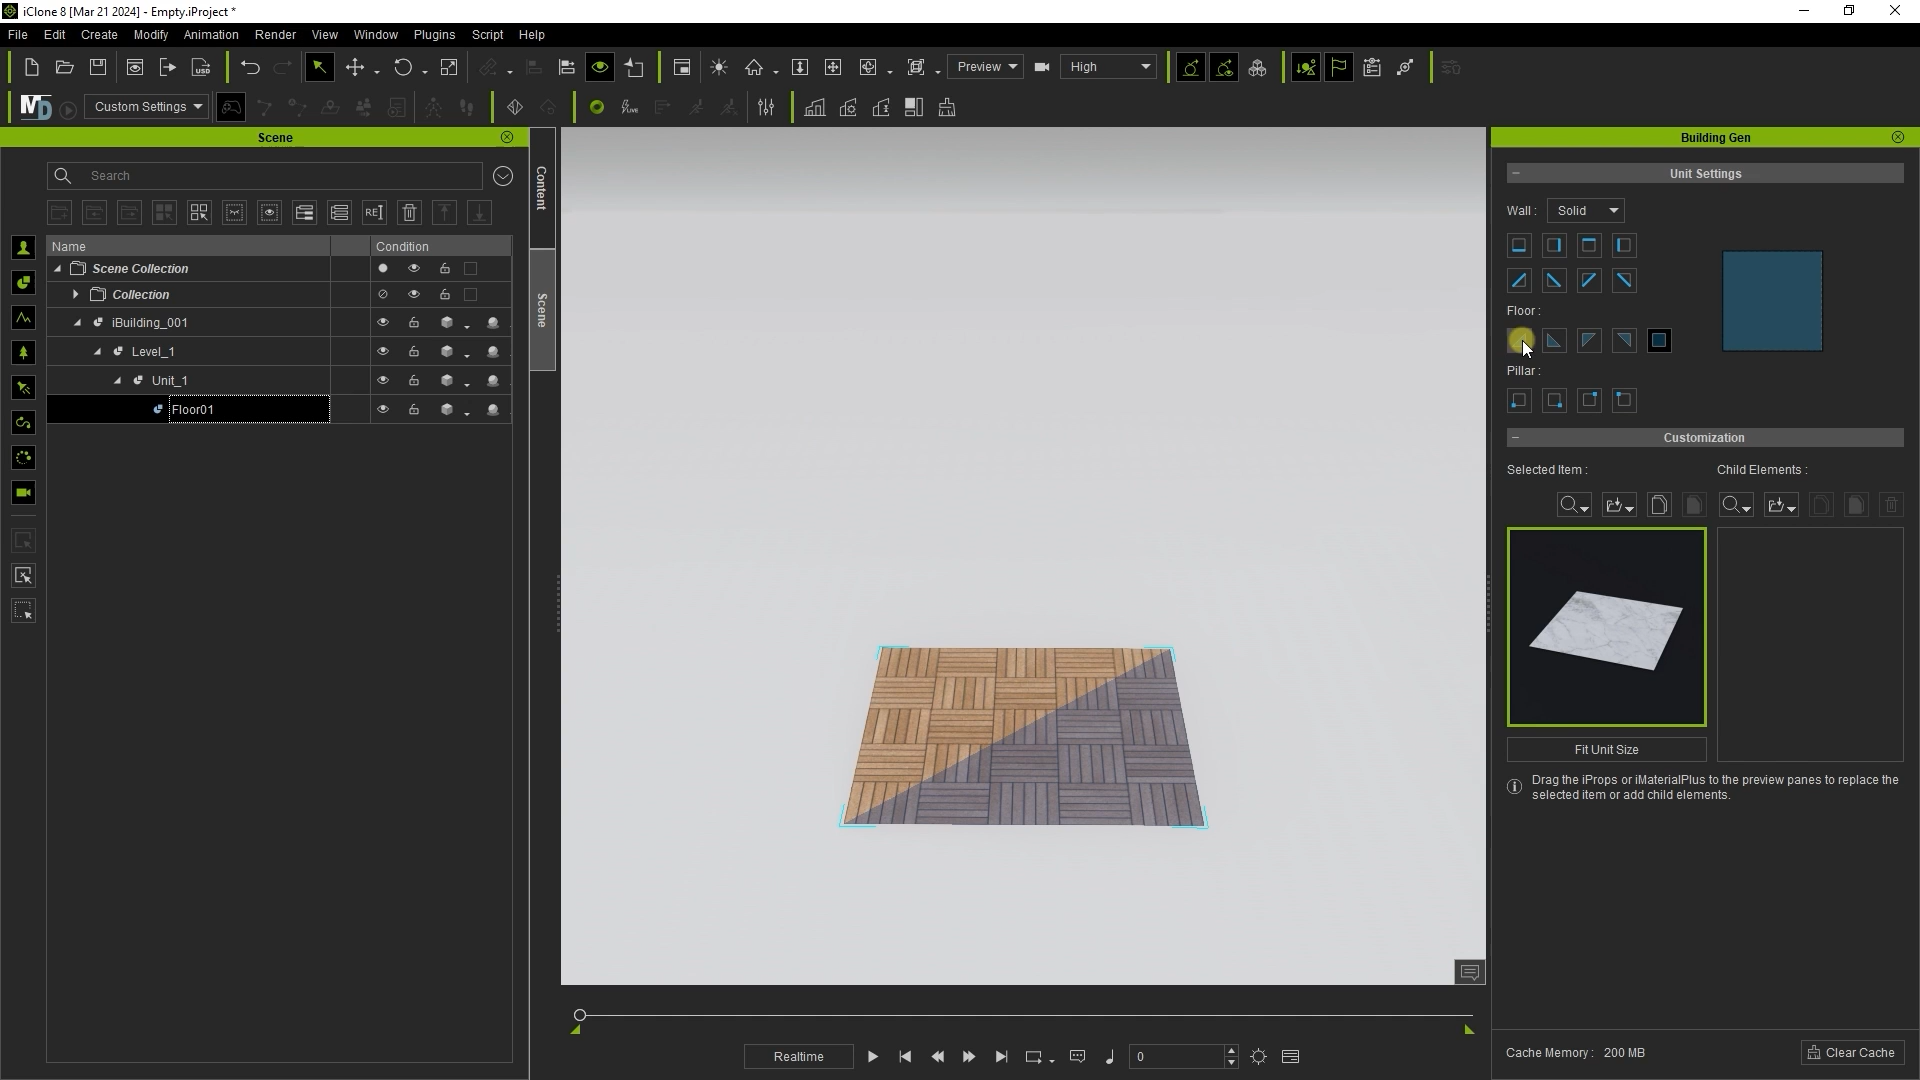 iClone 8 [Mar 21 2024] - Empty.iProject *
File Edit Create Modify Animation Render View Window Plugins Script Help
Preview High
MD Custom Settings LIVE
Scene
Building Gen
Search
Content
Scene
Name Condition
Scene Collection
Collection
iBuilding_001
Level_1
Unit_1
Floor01
Unit Settings
Wall : Solid
Floor :
Pillar :
Customization
Selected Item : Child Elements :
Fit Unit Size
Drag the iProps or iMaterialPlus to the preview panes to replace the
selected item or add child elements.
Realtime 0
Cache Memory : 200 MB Clear Cache